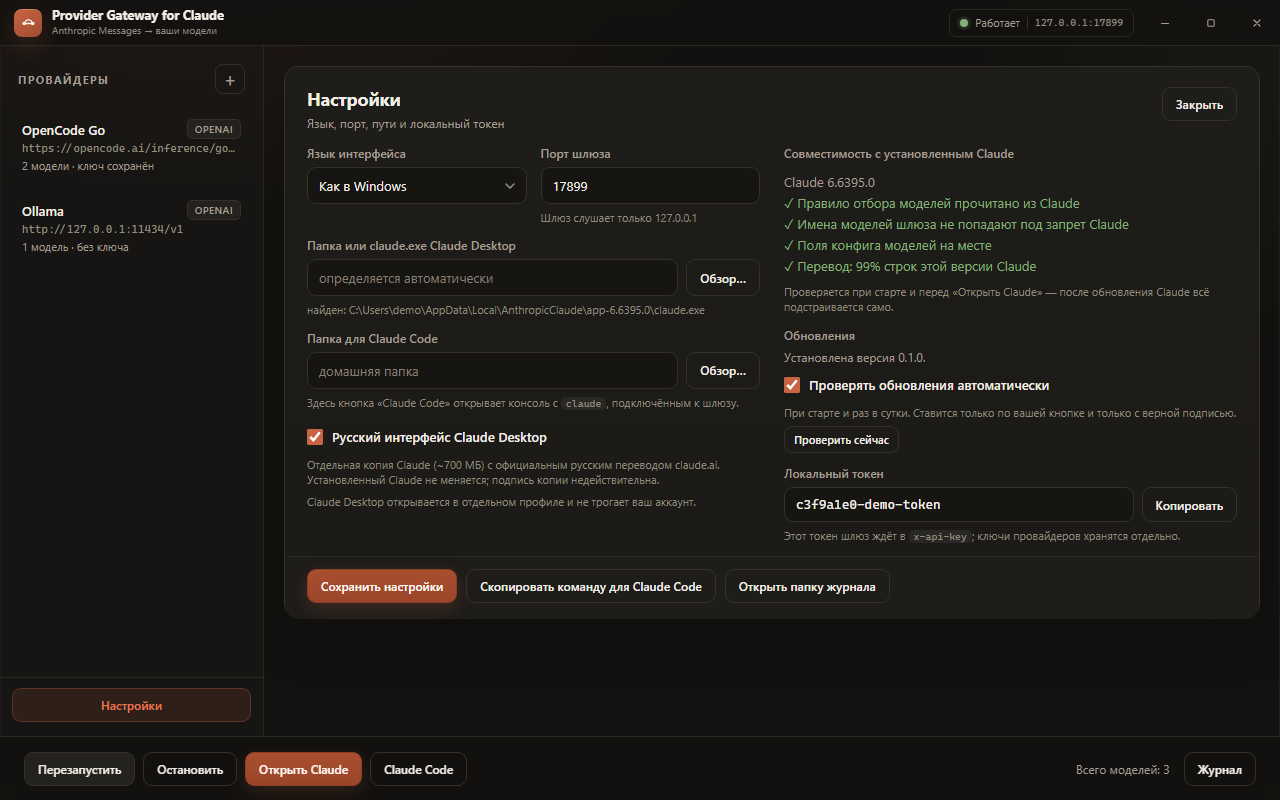 Provider Gateway for Claude
Anthropic Messages → ваши модели
Работает 127.0.0.1:17899
ПРОВАЙДЕРЫ
+
OpenCode Go OPENAI
https://opencode.ai/inference/go…
2 модели · ключ сохранён
Ollama OPENAI
http://127.0.0.1:11434/v1
1 модель · без ключа
Настройки
Настройки
Язык, порт, пути и локальный токен
Закрыть
Язык интерфейса
Как в Windows
Порт шлюза
17899
Шлюз слушает только 127.0.0.1
Папка или claude.exe Claude Desktop
определяется автоматически
Обзор...
найден: C:\Users\demo\AppData\Local\AnthropicClaude\app-6.6395.0\claude.exe
Папка для Claude Code
домашняя папка
Обзор...
Здесь кнопка «Claude Code» открывает консоль с claude, подключённым к шлюзу.
✓ Русский интерфейс Claude Desktop
Отдельная копия Claude (~700 МБ) с официальным русским переводом claude.ai.
Установленный Claude не меняется; подпись копии недействительна.
Claude Desktop открывается в отдельном профиле и не трогает ваш аккаунт.
Совместимость с установленным Claude
Claude 6.6395.0
✓ Правило отбора моделей прочитано из Claude
✓ Имена моделей шлюза не попадают под запрет Claude
✓ Поля конфига моделей на месте
✓ Перевод: 99% строк этой версии Claude
Проверяется при старте и перед «Открыть Claude» — после обновления Claude всё
подстраивается само.
Обновления
Установлена версия 0.1.0.
✓ Проверять обновления автоматически
При старте и раз в сутки. Ставится только по вашей кнопке и только с верной подписью.
Проверить сейчас
Локальный токен
c3f9a1e0-demo-token
Копировать
Этот токен шлюз ждёт в x-api-key; ключи провайдеров хранятся отдельно.
Сохранить настройки
Скопировать команду для Claude Code
Открыть папку журнала
Перезапустить
Остановить
Открыть Claude
Claude Code
Всего моделей: 3
Журнал